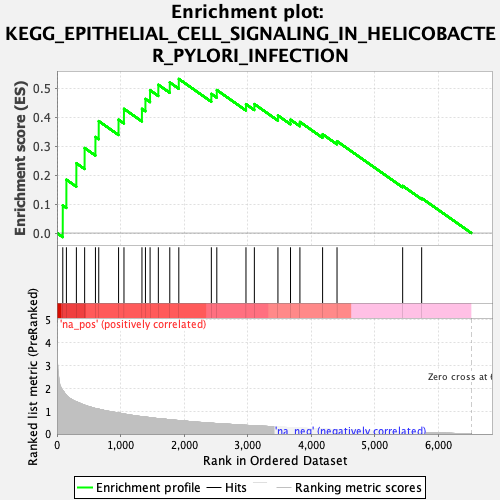 Enrichment plot:
KEGG_EPITHELIAL_CELL_SIGNALING_IN_HELICOBACTE
R_PYLORI_INFECTION
Enrichment score (ES)
0.5
0.4
0.3
0.2
0.1
0.0
Ranked list metric (PreRanked)
5
4
3
2
1
0
'na_pos' (positively correlated)
Zero cross at 6
'na_neg' (negatively correlated)
0
1,000
2,000
3,000
4,000
5,000
6,000
Rank in Ordered Dataset
Enrichment profile
Hits
Ranking metric scores